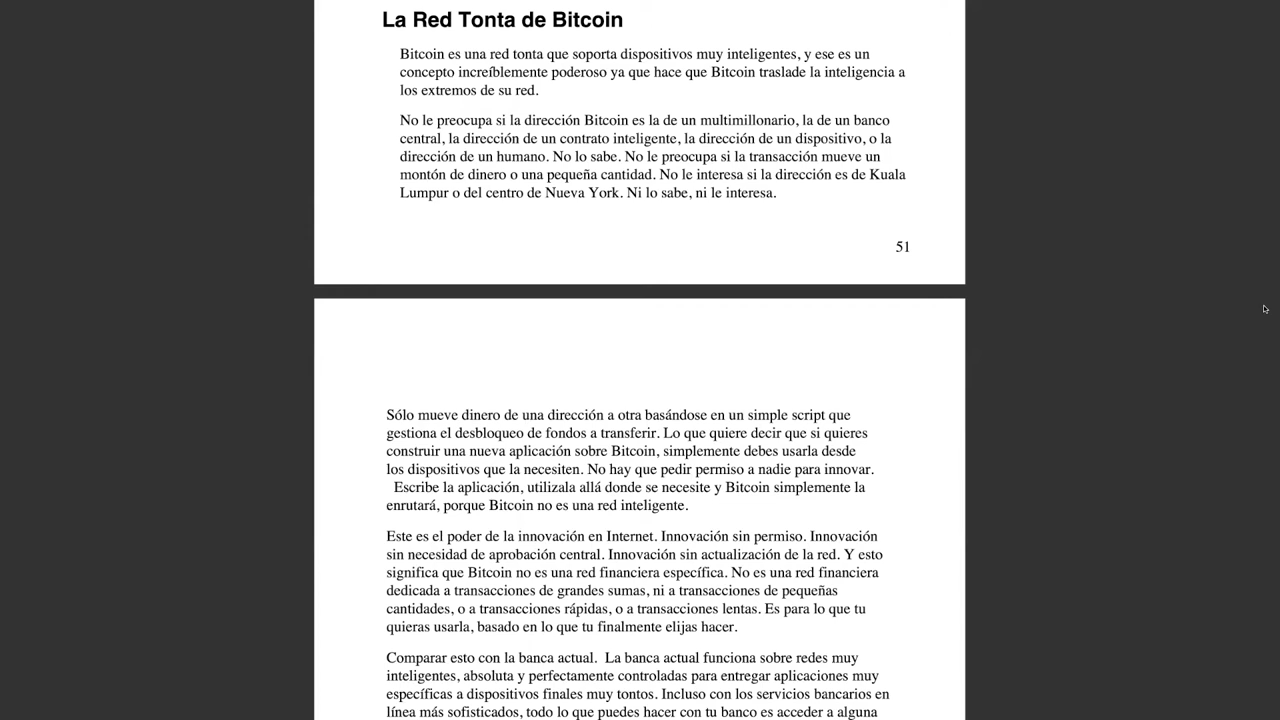 La Red Tonta de Bitcoin
Bitcoin es una red tonta que soporta dispositivos muy inteligentes, y ese es un
concepto increíblemente poderoso ya que hace que Bitcoin traslade la inteligencia a
los extremos de su red.
No le preocupa si la dirección Bitcoin es la de un multimillonario, la de un banco
central, la dirección de un contrato inteligente, la dirección de un dispositivo, o la
dirección de un humano. No lo sabe. No le preocupa si la transacción mueve un
montón de dinero o una pequeña cantidad. No le interesa si la dirección es de Kuala
Lumpur o del centro de Nueva York. Ni lo sabe, ni le interesa.
51
Sólo mueve dinero de una dirección a otra basándose en un simple script que
gestiona el desbloqueo de fondos a transferir. Lo que quiere decir que si quieres
construir una nueva aplicación sobre Bitcoin, simplemente debes usarla desde
los dispositivos que la necesiten. No hay que pedir permiso a nadie para innovar.
Escribe la aplicación, utilizala allá donde se necesite y Bitcoin simplemente la
enrutará, porque Bitcoin no es una red inteligente.
Este es el poder de la innovación en Internet. Innovación sin permiso. Innovación
sin necesidad de aprobación central. Innovación sin actualización de la red. Y esto
significa que Bitcoin no es una red financiera específica. No es una red financiera
dedicada a transacciones de grandes sumas, ni a transacciones de pequeñas
cantidades, o a transacciones rápidas, o a transacciones lentas. Es para lo que tu
quieras usarla, basado en lo que tu finalmente elijas hacer.
Comparar esto con la banca actual.  La banca actual funciona sobre redes muy
inteligentes, absoluta y perfectamente controladas para entregar aplicaciones muy
específicas a dispositivos finales muy tontos. Incluso con los servicios bancarios en
línea más sofisticados, todo lo que puedes hacer con tu banco es acceder a alguna